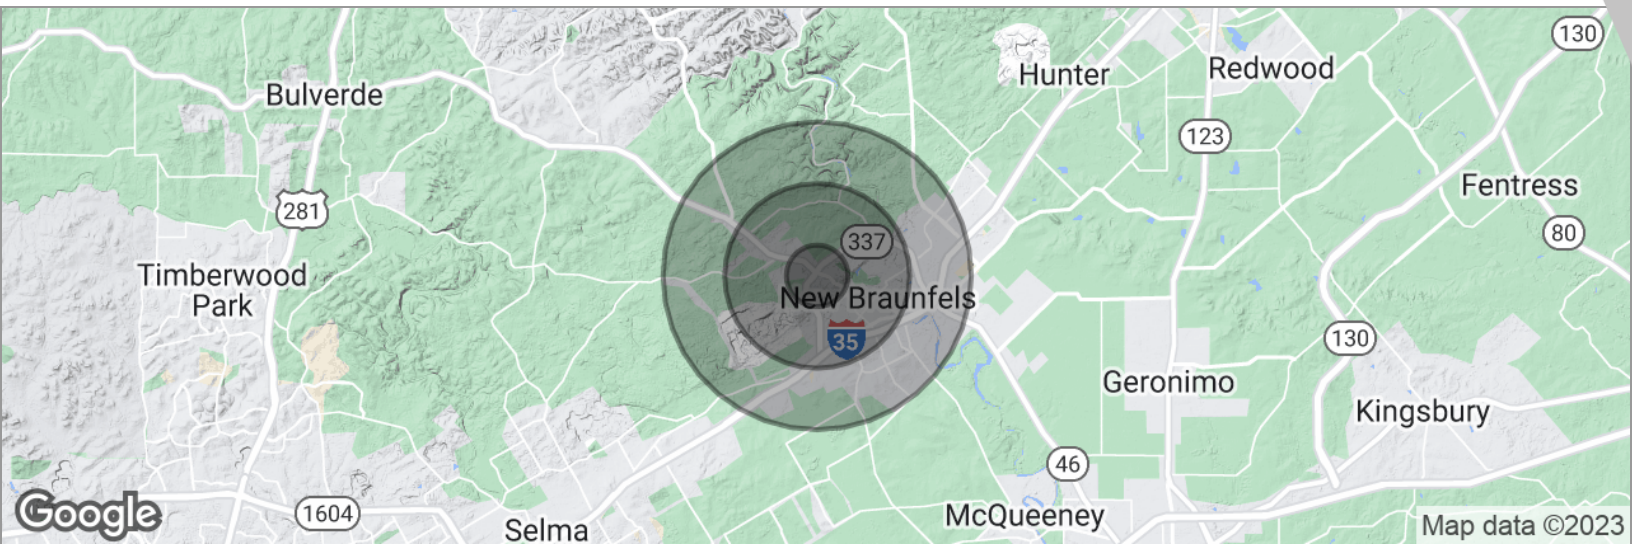 130
Hunter
Redwood
Bulverde
123
Fentress
281
80
337
Timberwood
Park
New Braunfels
35
130
Geronimo
Kingsbury
46
Google
1604
Selma
McQueeney
Map data ©2023